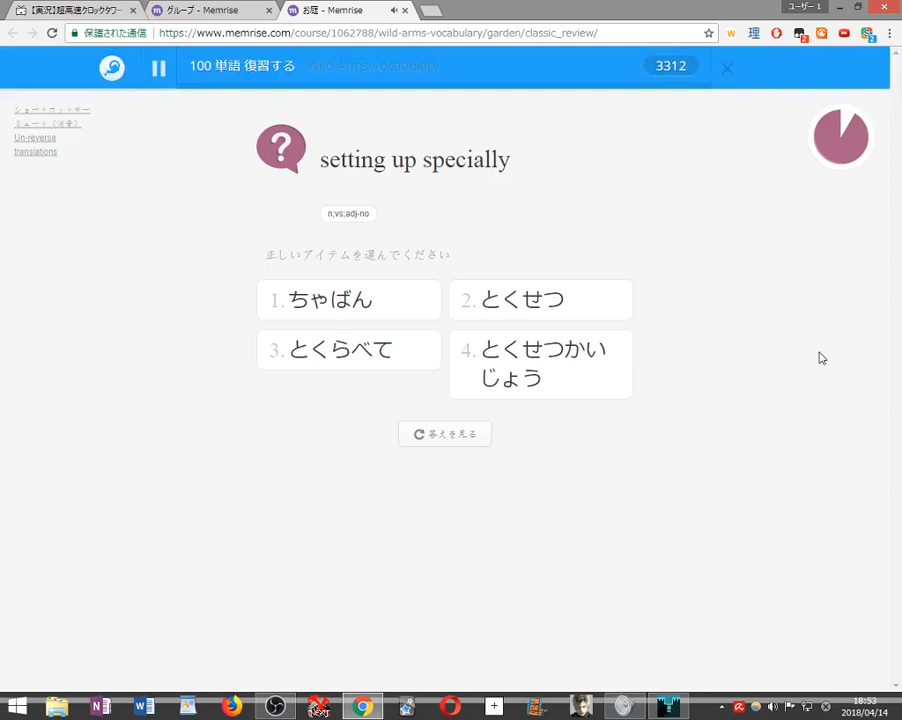 【実況】超高速クロックタワー
グループ - Memrise
お庭 - Memrise
ユーザー 1
保護された通信
https://www.memrise.com/course/1062788/wild-arms-vocabulary/garden/classic_review/
100 単語 復習する
Wild Arms Vocabulary
3312
ショートカットキー
ミュート (消音)
Un-reverse
translations
?
setting up specially
n;vs;adj-no
正しいアイテムを選んでください
1. ちゃばん
2. とくせつ
3. とくらべて
4. とくせつかい
じょう
答えを見る
18:53
2018/04/14